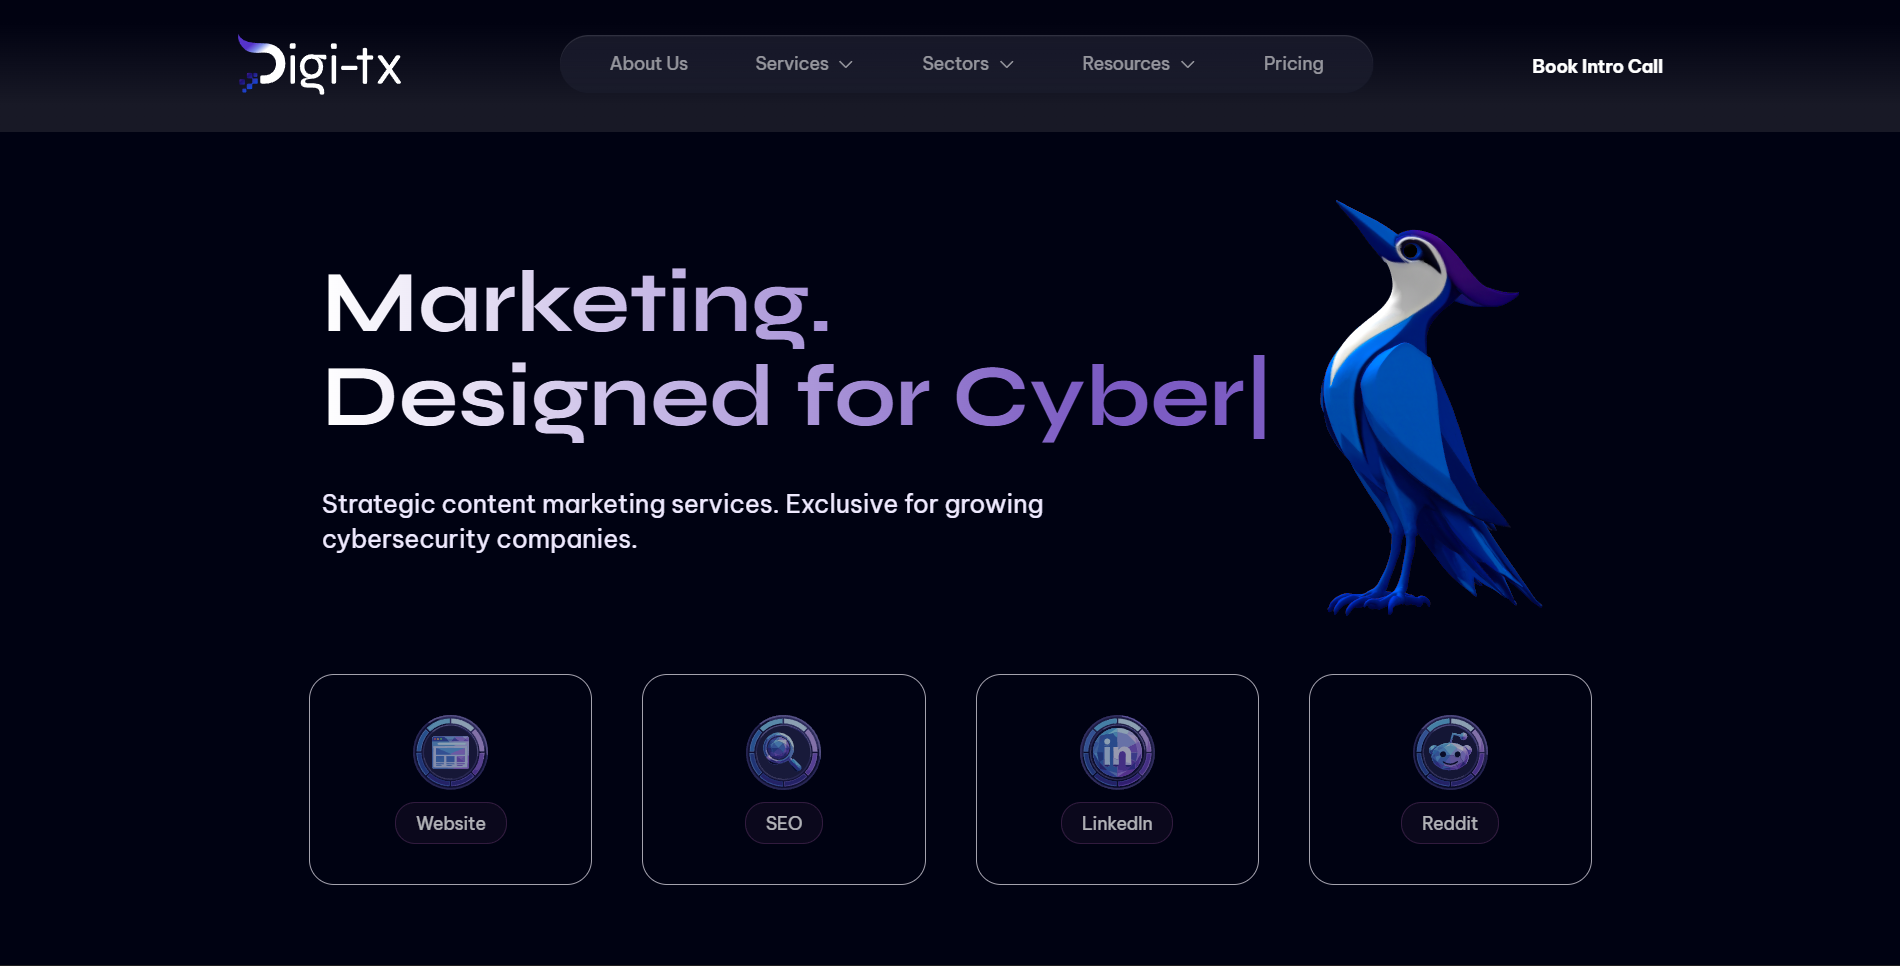 Digi-tx
About Us
Services
Sectors
Resources
Pricing
Book Intro Call
Marketing.
Designed for Cyber|
Strategic content marketing services. Exclusive for growing
cybersecurity companies.
in
Website
SEO
LinkedIn
Reddit